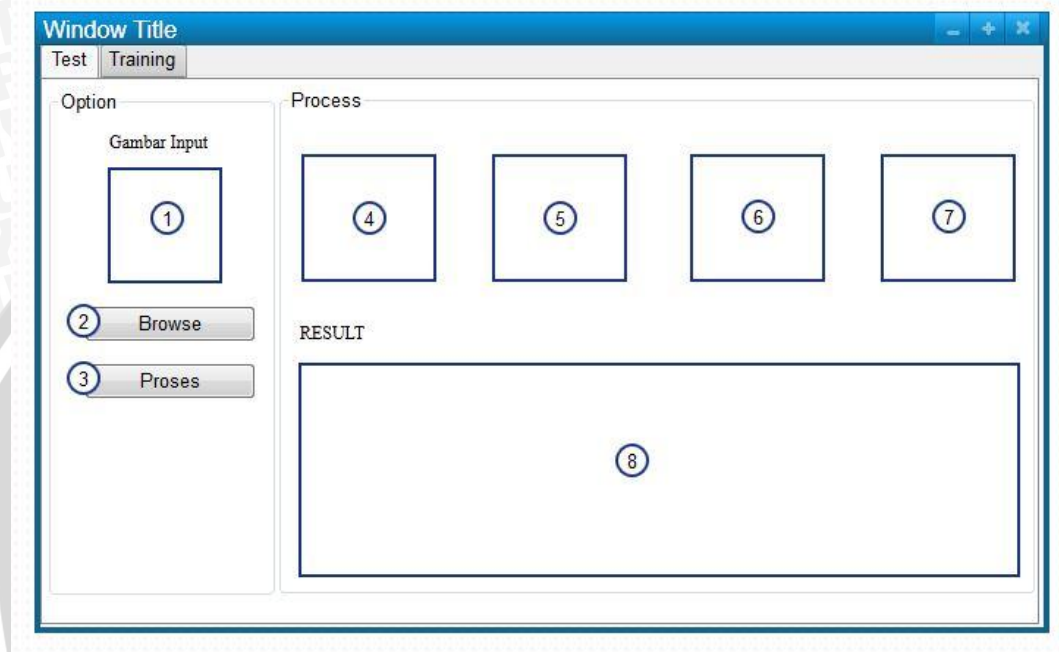 Window Title
Test Training
Option
Gambar Input
1
2 Browse
3 Proses
Process
4 5 6 7
RESULT
8